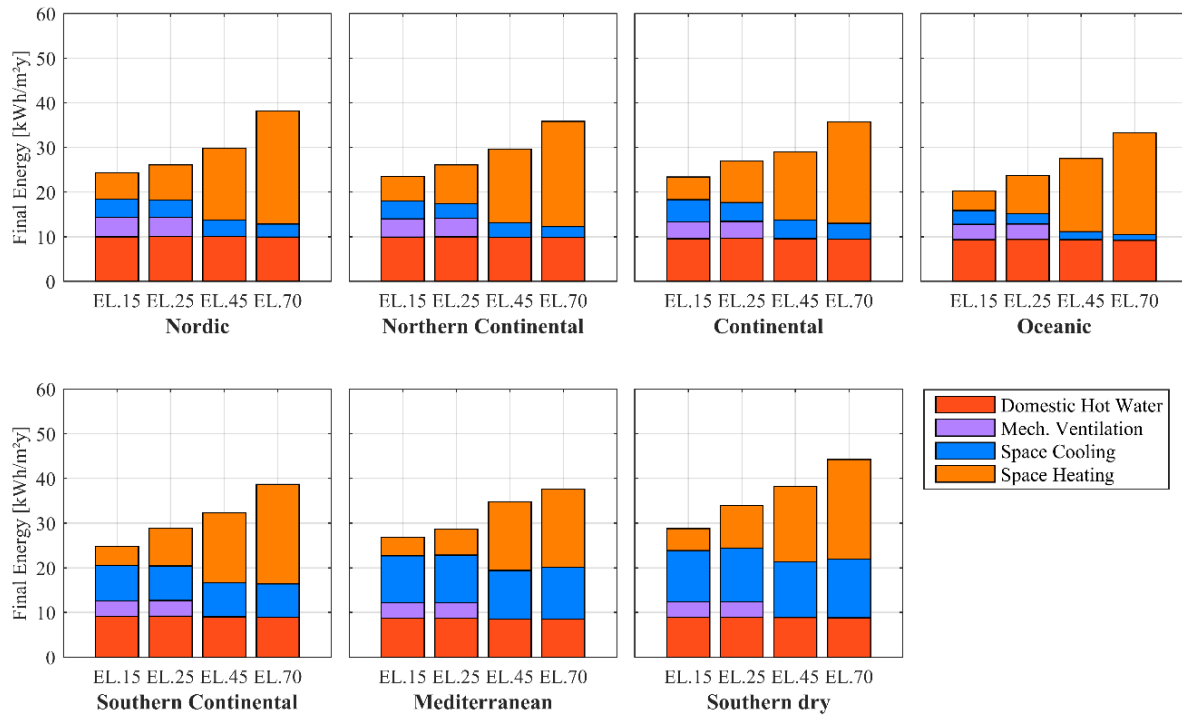 Final Energy [kWh/m²y]
60
50
40
30
20
10
0
EL.15 EL.25 EL.45 EL.70
Nordic
EL.15 EL.25 EL.45 EL.70
Northern Continental
EL.15 EL.25 EL.45 EL.70
Continental
EL.15 EL.25 EL.45 EL.70
Oceanic
Final Energy [kWh/m²y]
60
50
40
30
20
10
0
EL.15 EL.25 EL.45 EL.70
Southern Continental
EL.15 EL.25 EL.45 EL.70
Mediterranean
EL.15 EL.25 EL.45 EL.70
Southern dry
Domestic Hot Water
Mech. Ventilation
Space Cooling
Space Heating